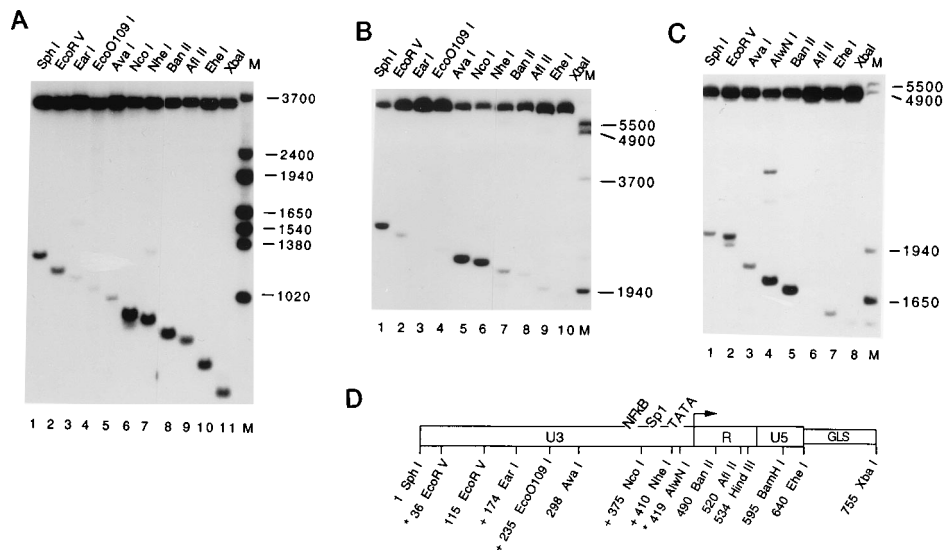 A
Sph I EcoR V Ear I EcoO109 I Ava I Nco I Nhe I Ban II Afl II Ehe I XbaI M
3700
2400
1940
1650
1540
1380
1020
1 2 3 4 5 6 7 8 9 10 11 M
B
Sph I EcoR V Ear I EcoO109 I Ava I Nco I Nhe I Ban II Afl II Ehe I XbaI M
5500
4900
3700
1940
1 2 3 4 5 6 7 8 9 10 M
C
Sph I EcoR V Ava I AlwN I Ban II Afl II Ehe I XbaI M
5500
4900
1940
1650
1 2 3 4 5 6 7 8 M
D
NFkB Sp1 TATA
U3 R U5 GLS
1 Sph I
* 36 EcoR V
115 EcoR V
+ 174 Ear I
+ 235 EcoO109 I
298 Ava I
+ 375 Nco I
+ 410 Nhe I
* 419 AlwN I
490 Ban II
520 Afl II
534 Hind III
595 BamH I
640 Ehe I
755 Xba I